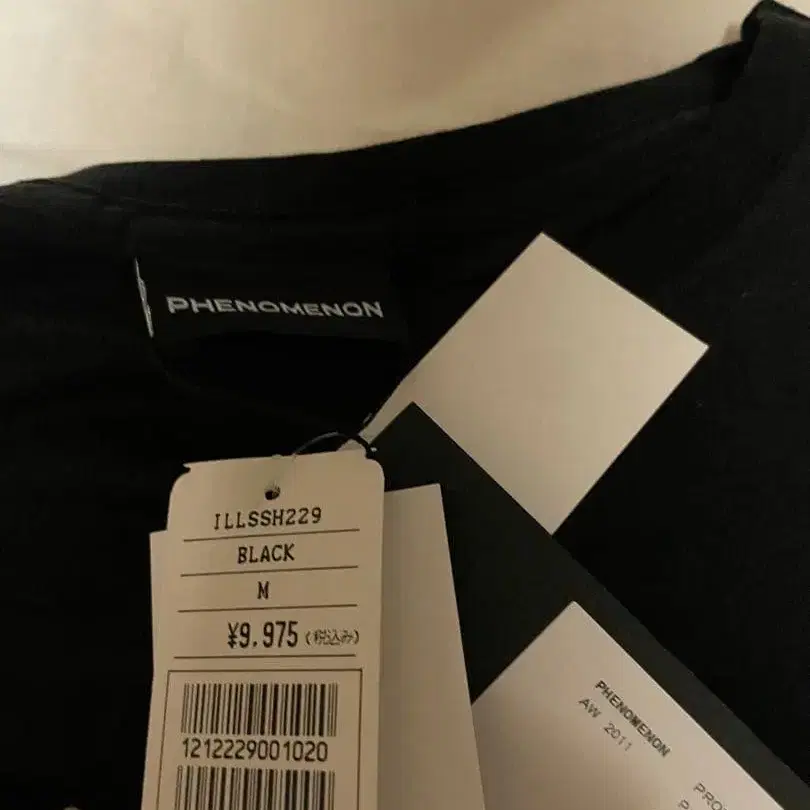 PHENOMENON
ILLSSH229
BLACK
M
¥9.975 (税込み)
1212229001020
PHENOMENON
AW 2011